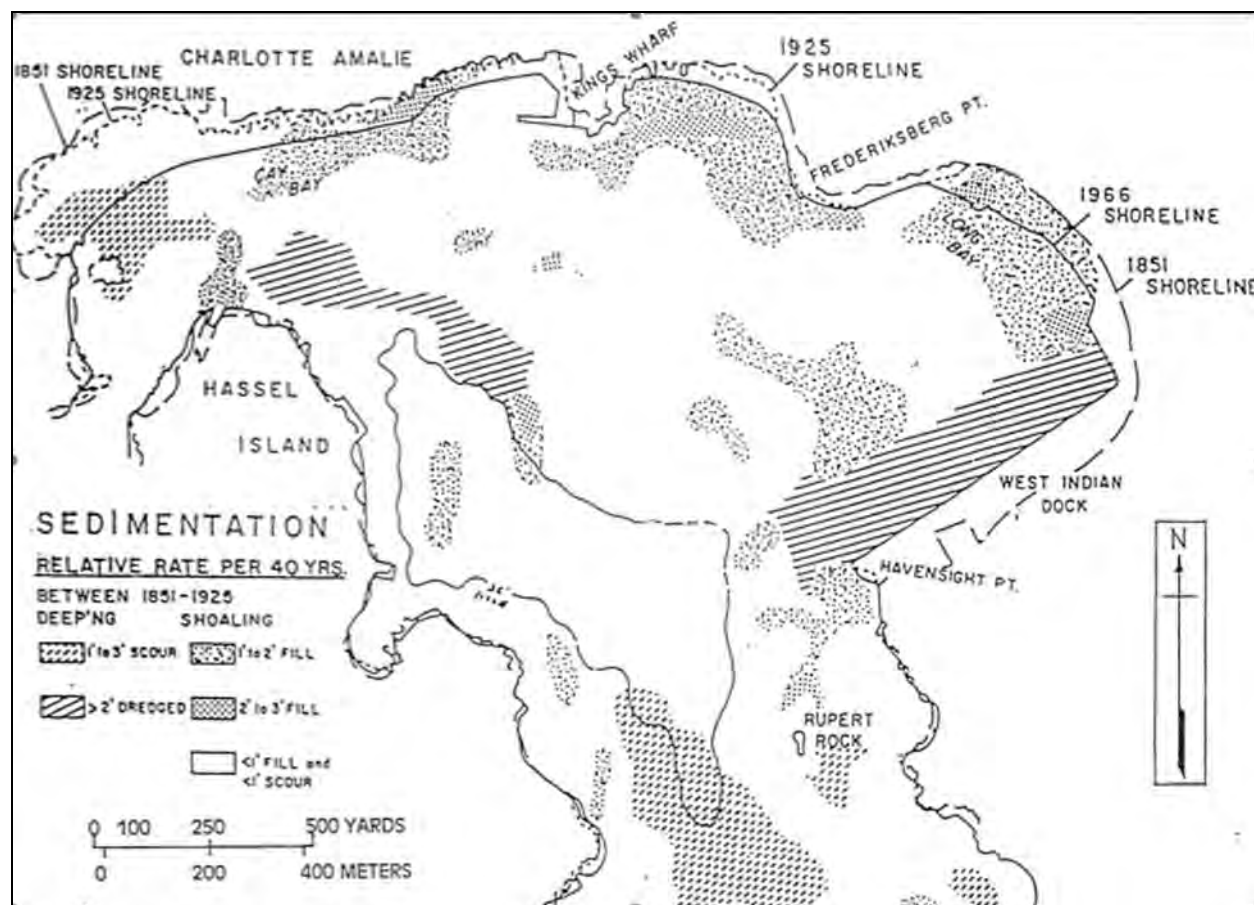 CHARLOTTE AMALIE
1851 SHORELINE
1925 SHORELINE
KINGS WHARF
1925
SHORELINE
FREDERIKSBERG PT.
1966
SHORELINE
1851
SHORELINE
CAY
BAY
LONG
BAY
HASSEL
ISLAND
WEST INDIAN
DOCK
HAVENSIGHT PT.
RUPERT
ROCK
N
SEDIMENTATION
RELATIVE RATE PER 40 YRS.
BETWEEN 1851-1925
DEEP'NG SHOALING
1' to 3' SCOUR 1' to 2' FILL
>2' DREDGED 2' to 3' FILL
<1' FILL and
<1' SCOUR
0 100 250 500 YARDS
0 200 400 METERS